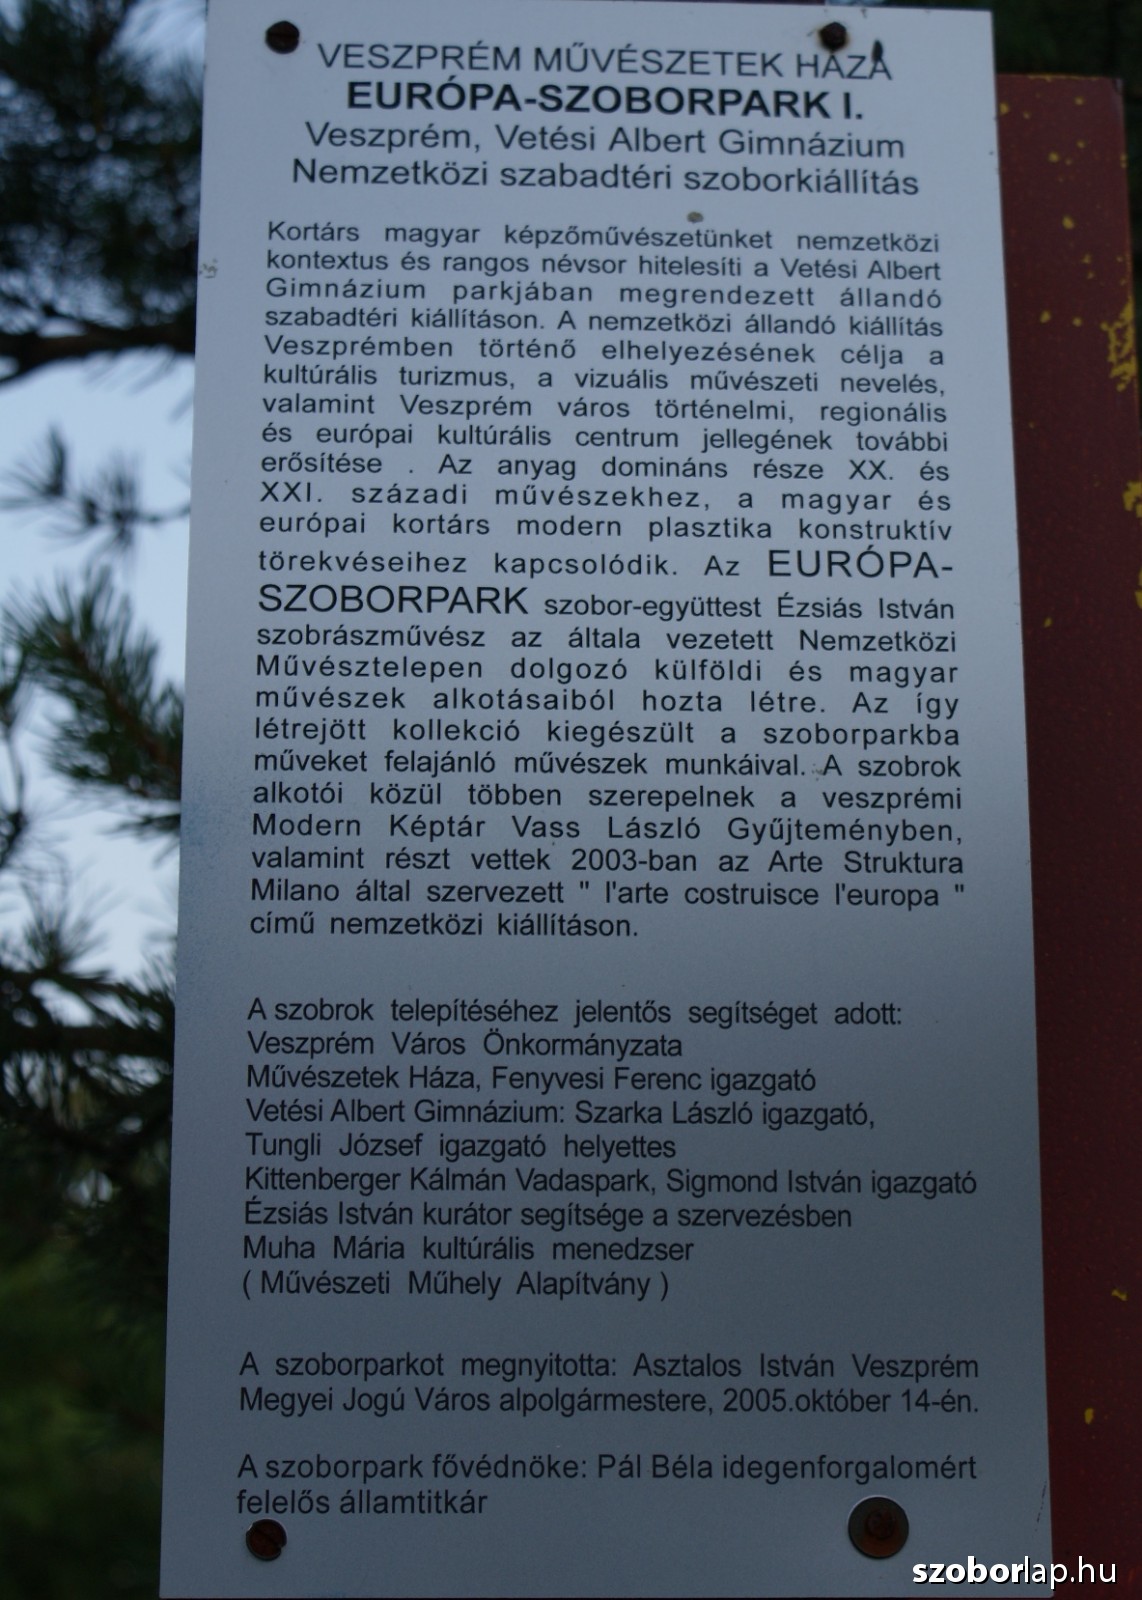 VESZPRÉM MŰVÉSZETEK HÁZA
EURÓPA-SZOBORPARK I.
Veszprém, Vetési Albert Gimnázium
Nemzetközi szabadtéri szoborkiállítás
Kortárs magyar képzőművészetünket nemzetközi
kontextus és rangos névsor hitelesíti a Vetési Albert
Gimnázium parkjában megrendezett állandó
szabadtéri kiállításon. A nemzetközi állandó kiállítás
Veszprémben történő elhelyezésének célja a
kultúrális turizmus, a vizuális művészeti nevelés,
valamint Veszprém város történelmi, regionális
és európai kultúrális centrum jellegének további
erősítése . Az anyag domináns része XX. és
XXI. századi művészekhez, a magyar és
európai kortárs modern plasztika konstruktív
törekvéseihez kapcsolódik. Az EURÓPA-
SZOBORPARK szobor-együttest Ézsiás István
szobrászművész az általa vezetett Nemzetközi
Művésztelepen dolgozó külföldi és magyar
művészek alkotásaiból hozta létre. Az így
létrejött kollekció kiegészült a szoborparkba
műveket felajánló művészek munkáival. A szobrok
alkotói közül többen szerepelnek a veszprémi
Modern Képtár Vass László Gyűjteményben,
valamint részt vettek 2003-ban az Arte Struktura
Milano által szervezett " l'arte costruisce l'europa "
című nemzetközi kiállításon.
A szobrok telepítéséhez jelentős segítséget adott:
Veszprém Város Önkormányzata
Művészetek Háza, Fenyvesi Ferenc igazgató
Vetési Albert Gimnázium: Szarka László igazgató,
Tungli József igazgató helyettes
Kittenberger Kálmán Vadaspark, Sigmond István igazgató
Ézsiás István kurátor segítsége a szervezésben
Muha Mária kultúrális menedzser
( Művészeti Műhely Alapítvány )
A szoborparkot megnyitotta: Asztalos István Veszprém
Megyei Jogú Város alpolgármestere, 2005.október 14-én.
A szoborpark fővédnöke: Pál Béla idegenforgalomért
felelős államtitkár
szoborlap.hu